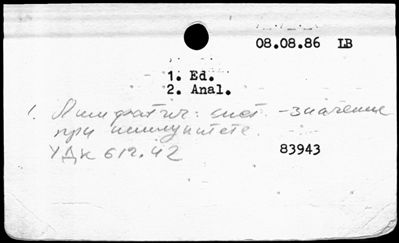 08.08.86 LB
1. Ed.
2. Anal.
1. Лимфатич. сист. - значение
при иммунитете.
УДК 612.42
83943